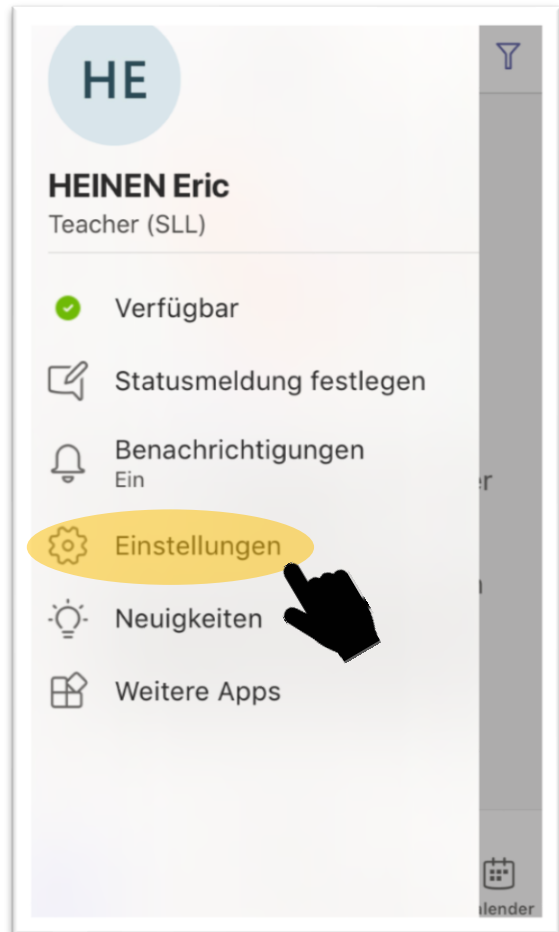 HE
HEINEN Eric
Teacher (SLL)
Verfügbar
Statusmeldung festlegen
Benachrichtigungen
Ein
Einstellungen
Neuigkeiten
Weitere Apps